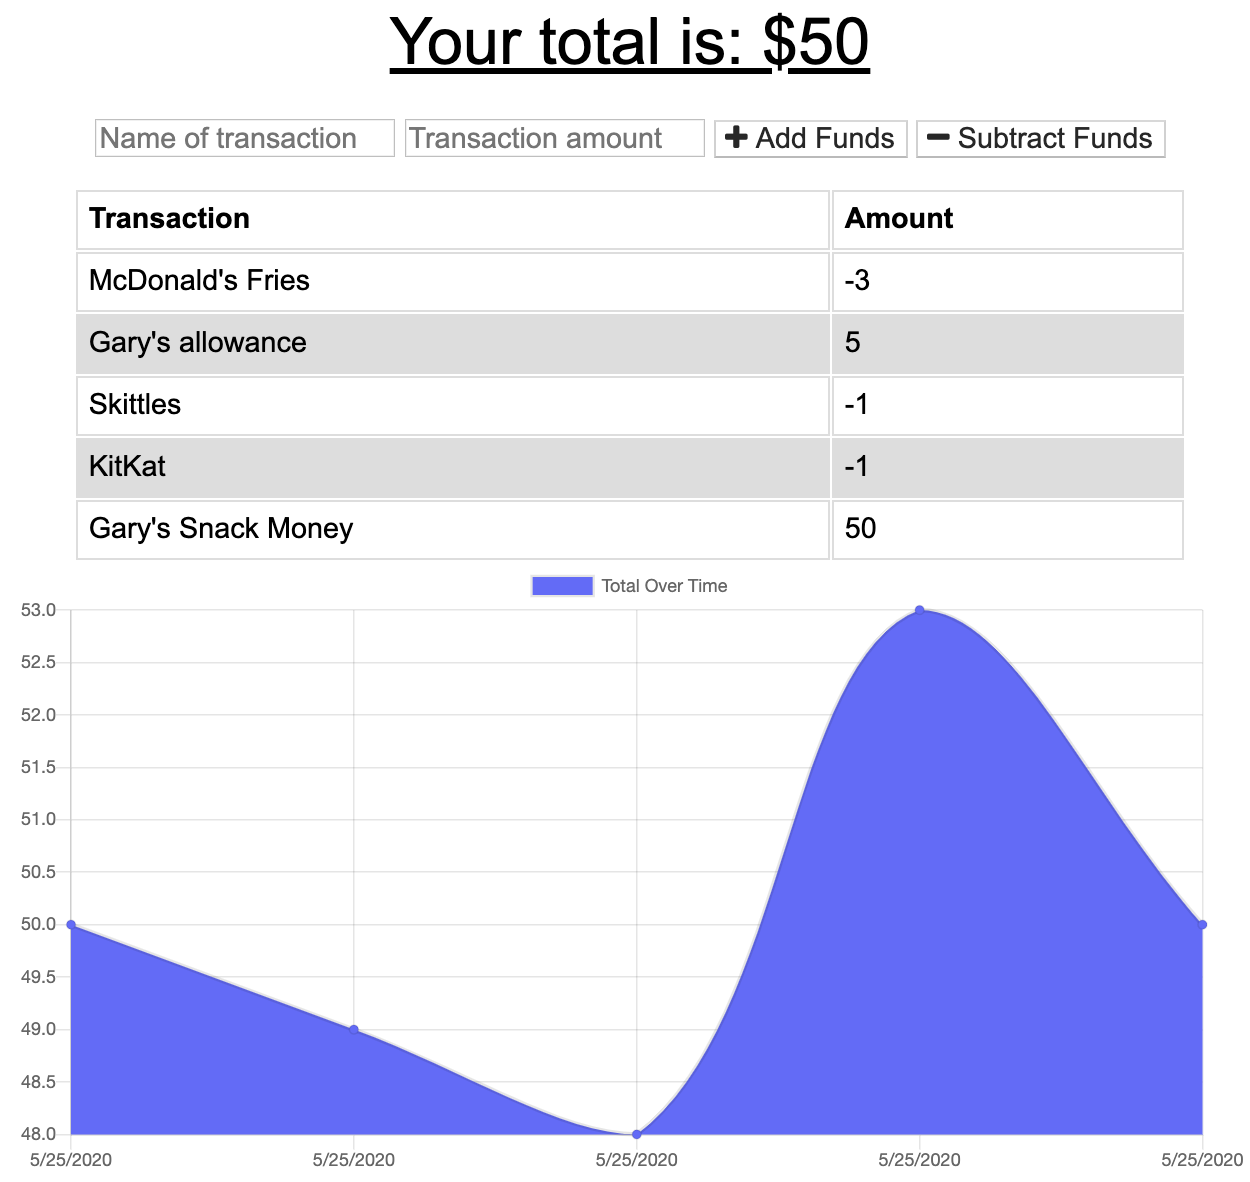 Your total is: $50
Name of transaction Transaction amount Add Funds Subtract Funds
Transaction Amount
McDonald's Fries -3
Gary's allowance 5
Skittles -1
KitKat -1
Gary's Snack Money 50
Total Over Time
53.0
52.5
52.0
51.5
51.0
50.5
50.0
49.5
49.0
48.5
48.0
5/25/2020 5/25/2020 5/25/2020 5/25/2020 5/25/2020